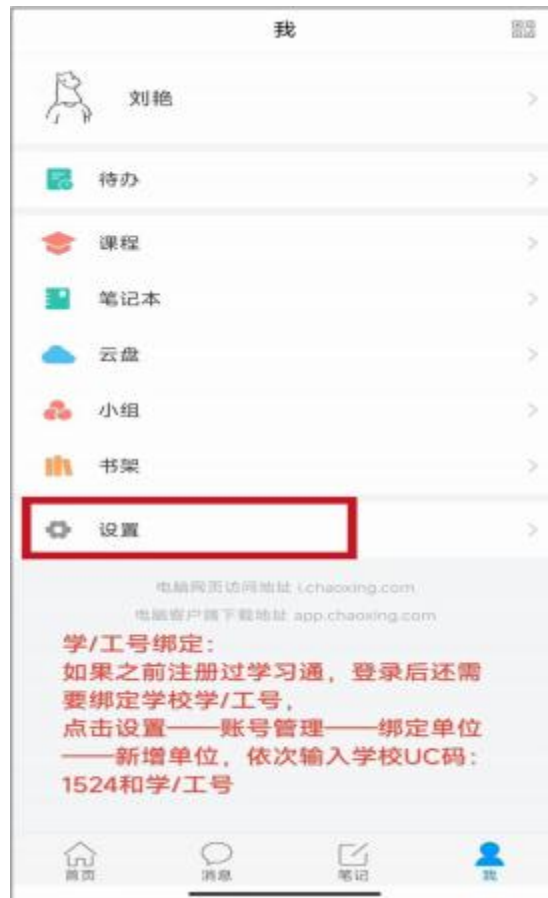 我
刘艳
待办
课程
笔记本
云盘
小组
书架
设置
电脑网页访问地址 i.chaoxing.com
电脑客户端下载地址 app.chaoxing.com
学/工号绑定：
如果之前注册过学习通，登录后还需
要绑定学校学/工号，
点击设置——账号管理——绑定单位
——新增单位，依次输入学校UC码：
1524和学/工号
首页
消息
笔记
我